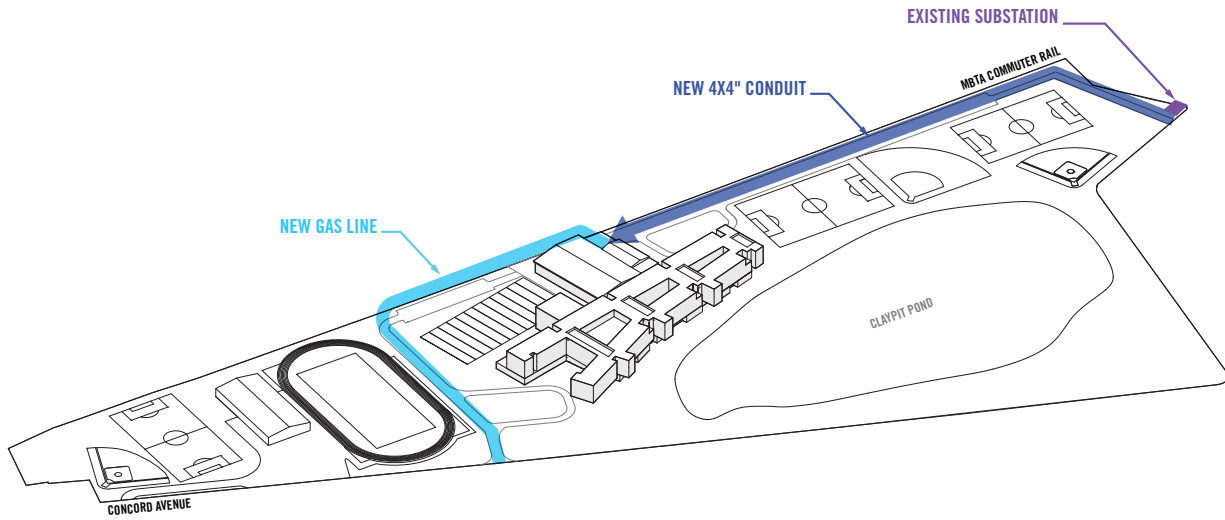 EXISTING SUBSTATION
MBTA COMMUTER RAIL
NEW 4X4" CONDUIT
NEW GAS LINE
CLAYPIT POND
CONCORD AVENUE